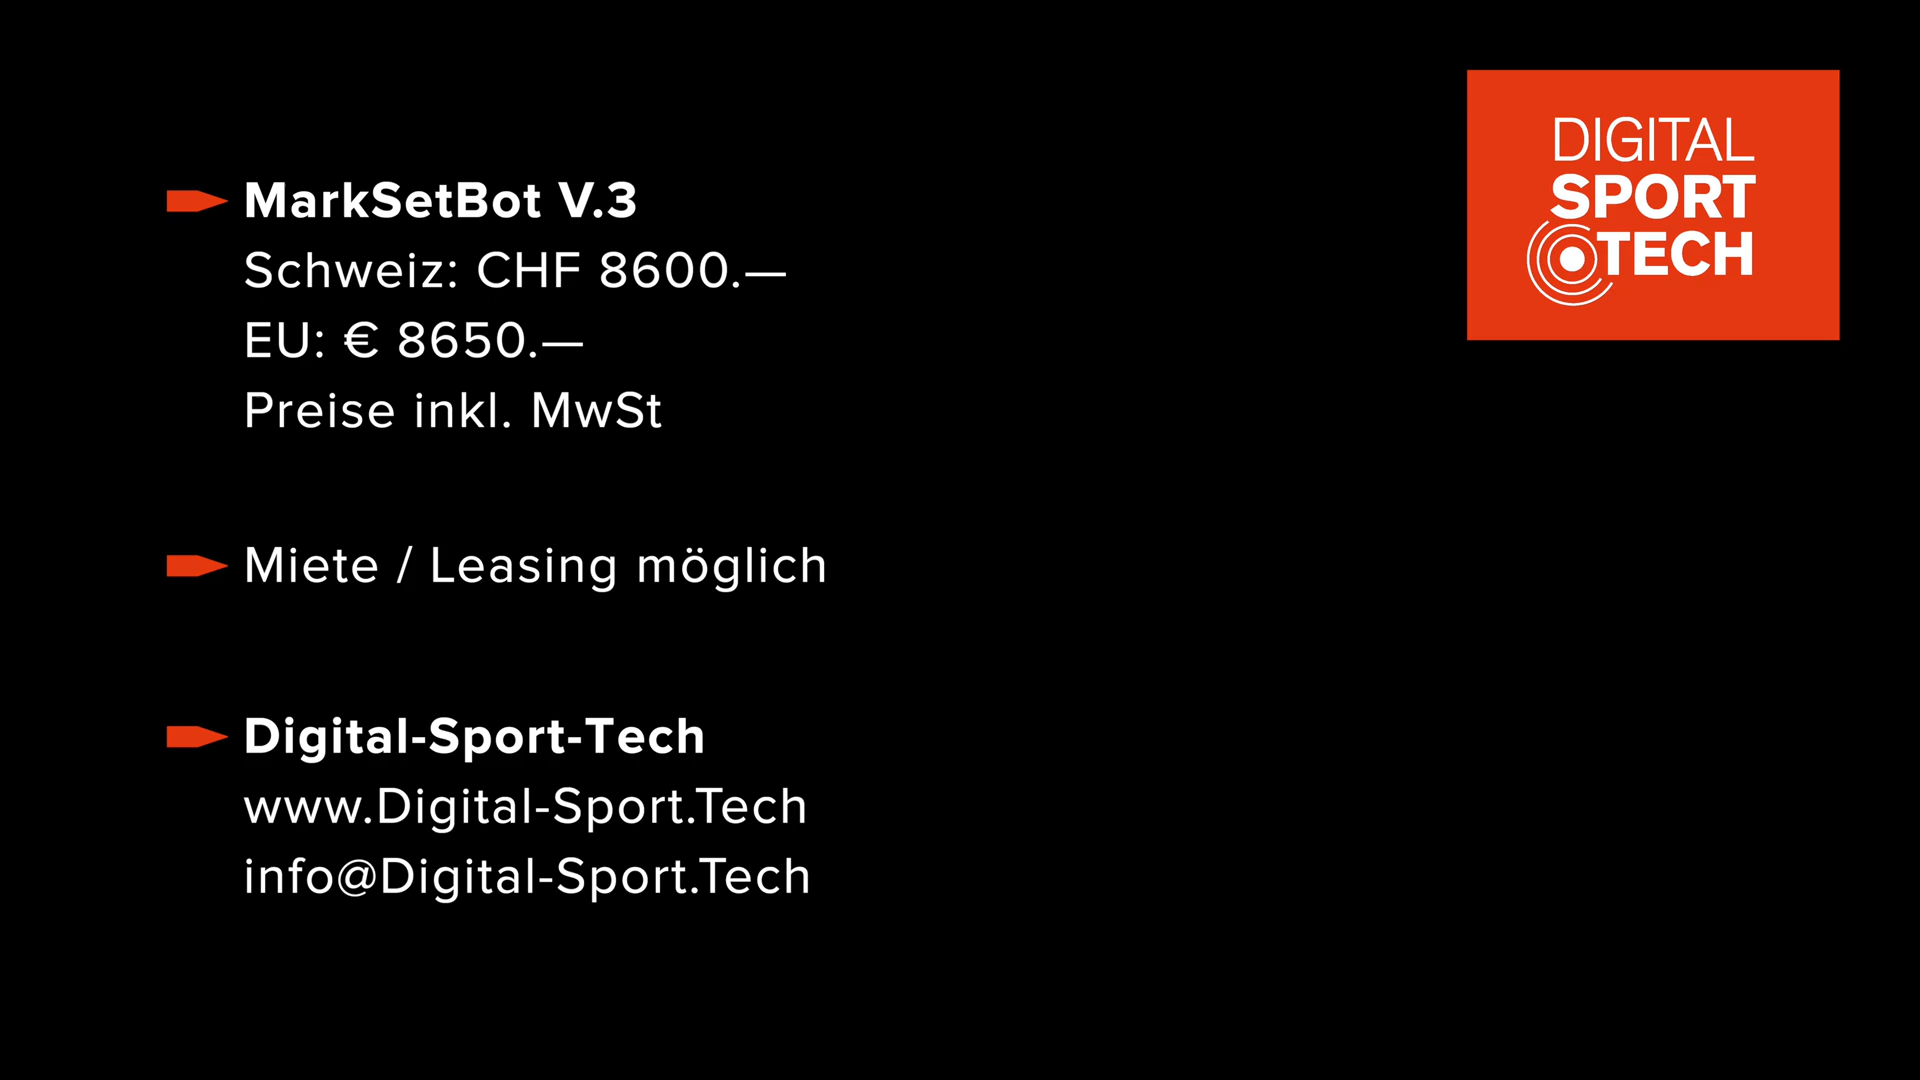 MarkSetBot V.3
Schweiz: CHF 8600.—
EU: € 8650.—
Preise inkl. MwSt
Miete / Leasing möglich
Digital-Sport-Tech
www.Digital-Sport.Tech
info@Digital-Sport.Tech
DIGITAL
SPORT
TECH